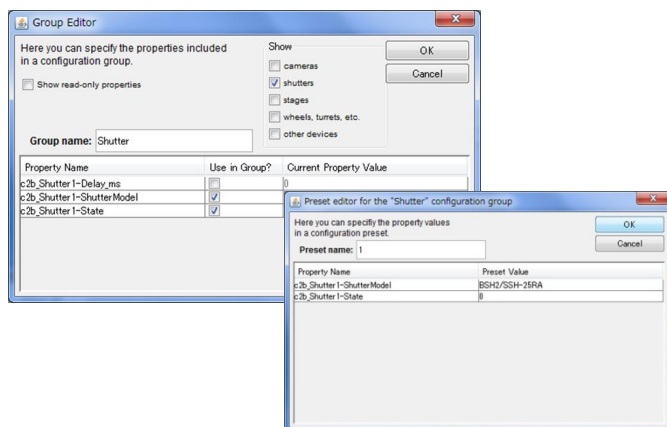 Group Editor
Here you can specify the properties included
in a configuration group.
Show read-only properties
Show
cameras
shutters
stages
wheels, turrets, etc.
other devices
OK
Cancel
Group name: Shutter
Property Name Use in Group? Current Property Value
c2b_Shutter1-Delay_ms 0
c2b_Shutter1-ShutterModel
c2b_Shutter1-State
Preset editor for the "Shutter" configuration group
Here you can specify the property values
in a configuration preset.
OK
Cancel
Preset name: 1
Property Name Preset Value
c2b_Shutter1-ShutterModel BSH2/SSH-25RA
c2b_Shutter1-State 0